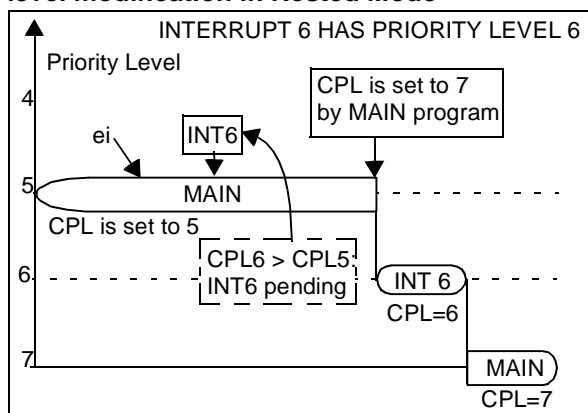 level Modification in Nested Mode
INTERRUPT 6 HAS PRIORITY LEVEL 6
Priority Level
CPL is set to 7
by MAIN program
4
ei
INT6
5
MAIN
CPL is set to 5
CPL6 > CPL5:
INT6 pending
6
INT 6
CPL=6
7
MAIN
CPL=7